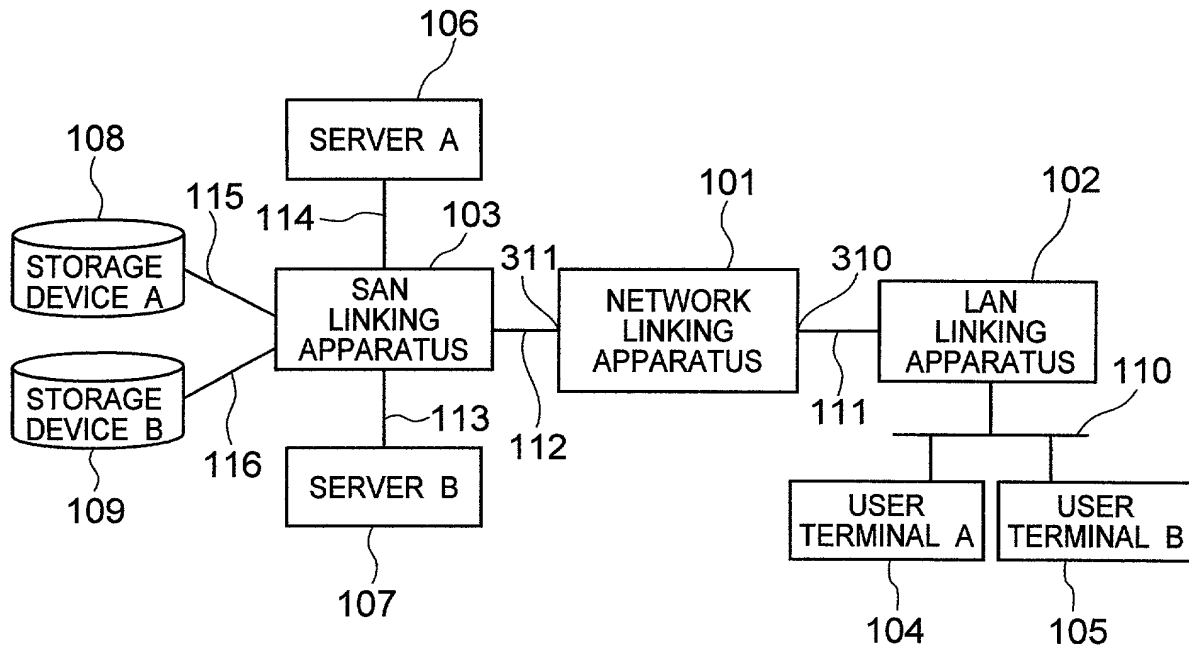 106
SERVER A
108
115
114
103
101
102
STORAGE
DEVICE A
SAN
LINKING
APPARATUS
311
NETWORK
LINKING
APPARATUS
310
LAN
LINKING
APPARATUS
STORAGE
DEVICE B
116
113
112
111
110
109
SERVER B
107
USER
TERMINAL A
USER
TERMINAL B
104
105